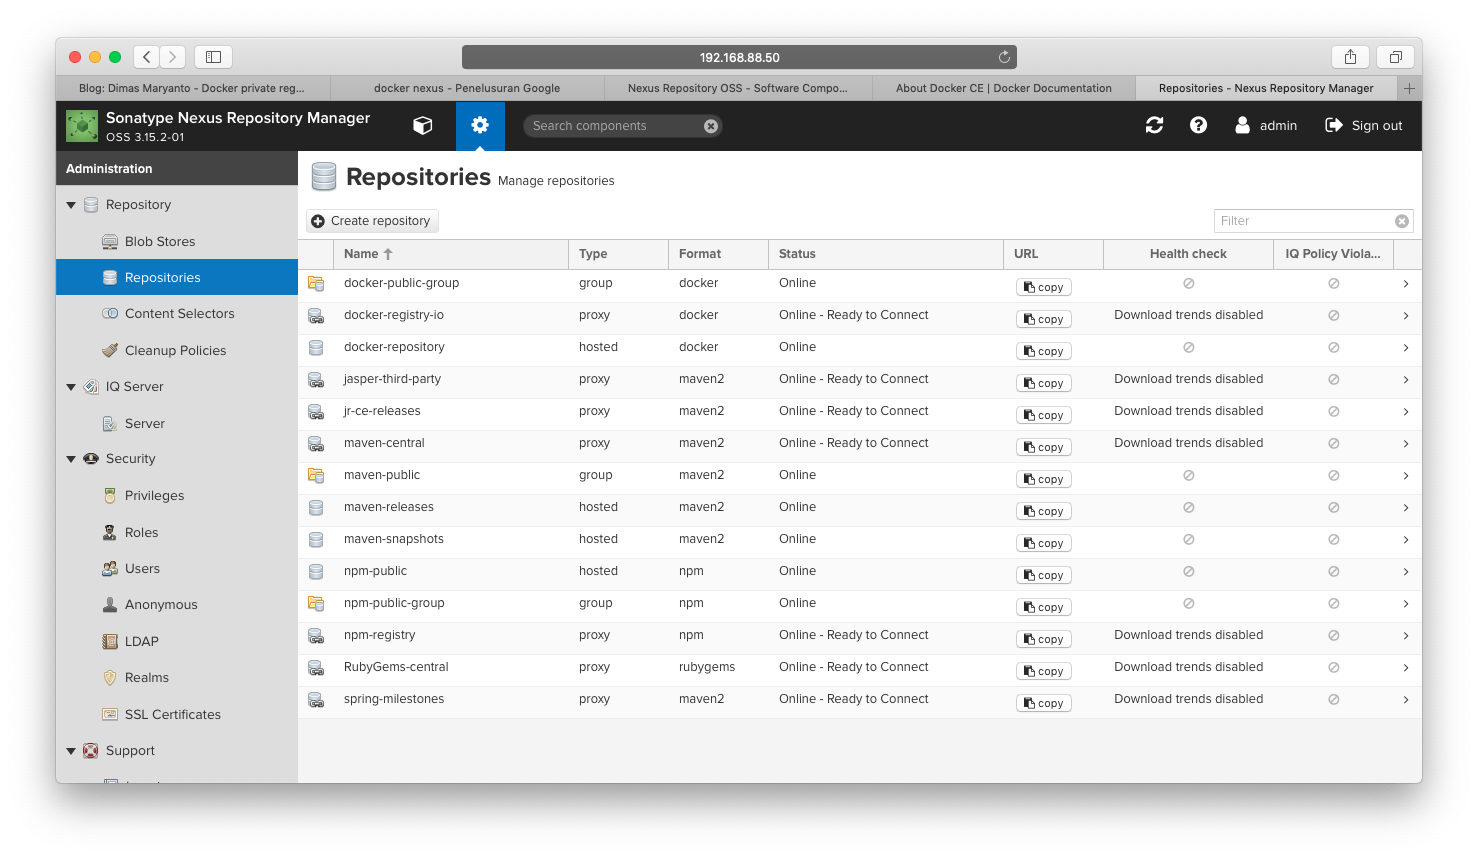 192.168.88.50
Blog: Dimas Maryanto - Docker private reg...
docker nexus - Penelusuran Google
Nexus Repository OSS - Software Compo...
About Docker CE | Docker Documentation
Repositories - Nexus Repository Manager
Sonatype Nexus Repository Manager
OSS 3.15.2-01
Search components
admin
Sign out
Administration
Repository
Blob Stores
Repositories
Content Selectors
Cleanup Policies
IQ Server
Server
Security
Privileges
Roles
Users
Anonymous
LDAP
Realms
SSL Certificates
Support
Repositories Manage repositories
Create repository
Filter
Name Type Format Status URL Health check IQ Policy Viola...
docker-public-group group docker Online copy
docker-registry-io proxy docker Online - Ready to Connect copy Download trends disabled
docker-repository hosted docker Online copy
jasper-third-party proxy maven2 Online - Ready to Connect copy Download trends disabled
jr-ce-releases proxy maven2 Online - Ready to Connect copy Download trends disabled
maven-central proxy maven2 Online - Ready to Connect copy Download trends disabled
maven-public group maven2 Online copy
maven-releases hosted maven2 Online copy
maven-snapshots hosted maven2 Online copy
npm-public hosted npm Online copy
npm-public-group group npm Online copy
npm-registry proxy npm Online - Ready to Connect copy Download trends disabled
RubyGems-central proxy rubygems Online - Ready to Connect copy Download trends disabled
spring-milestones proxy maven2 Online - Ready to Connect copy Download trends disabled